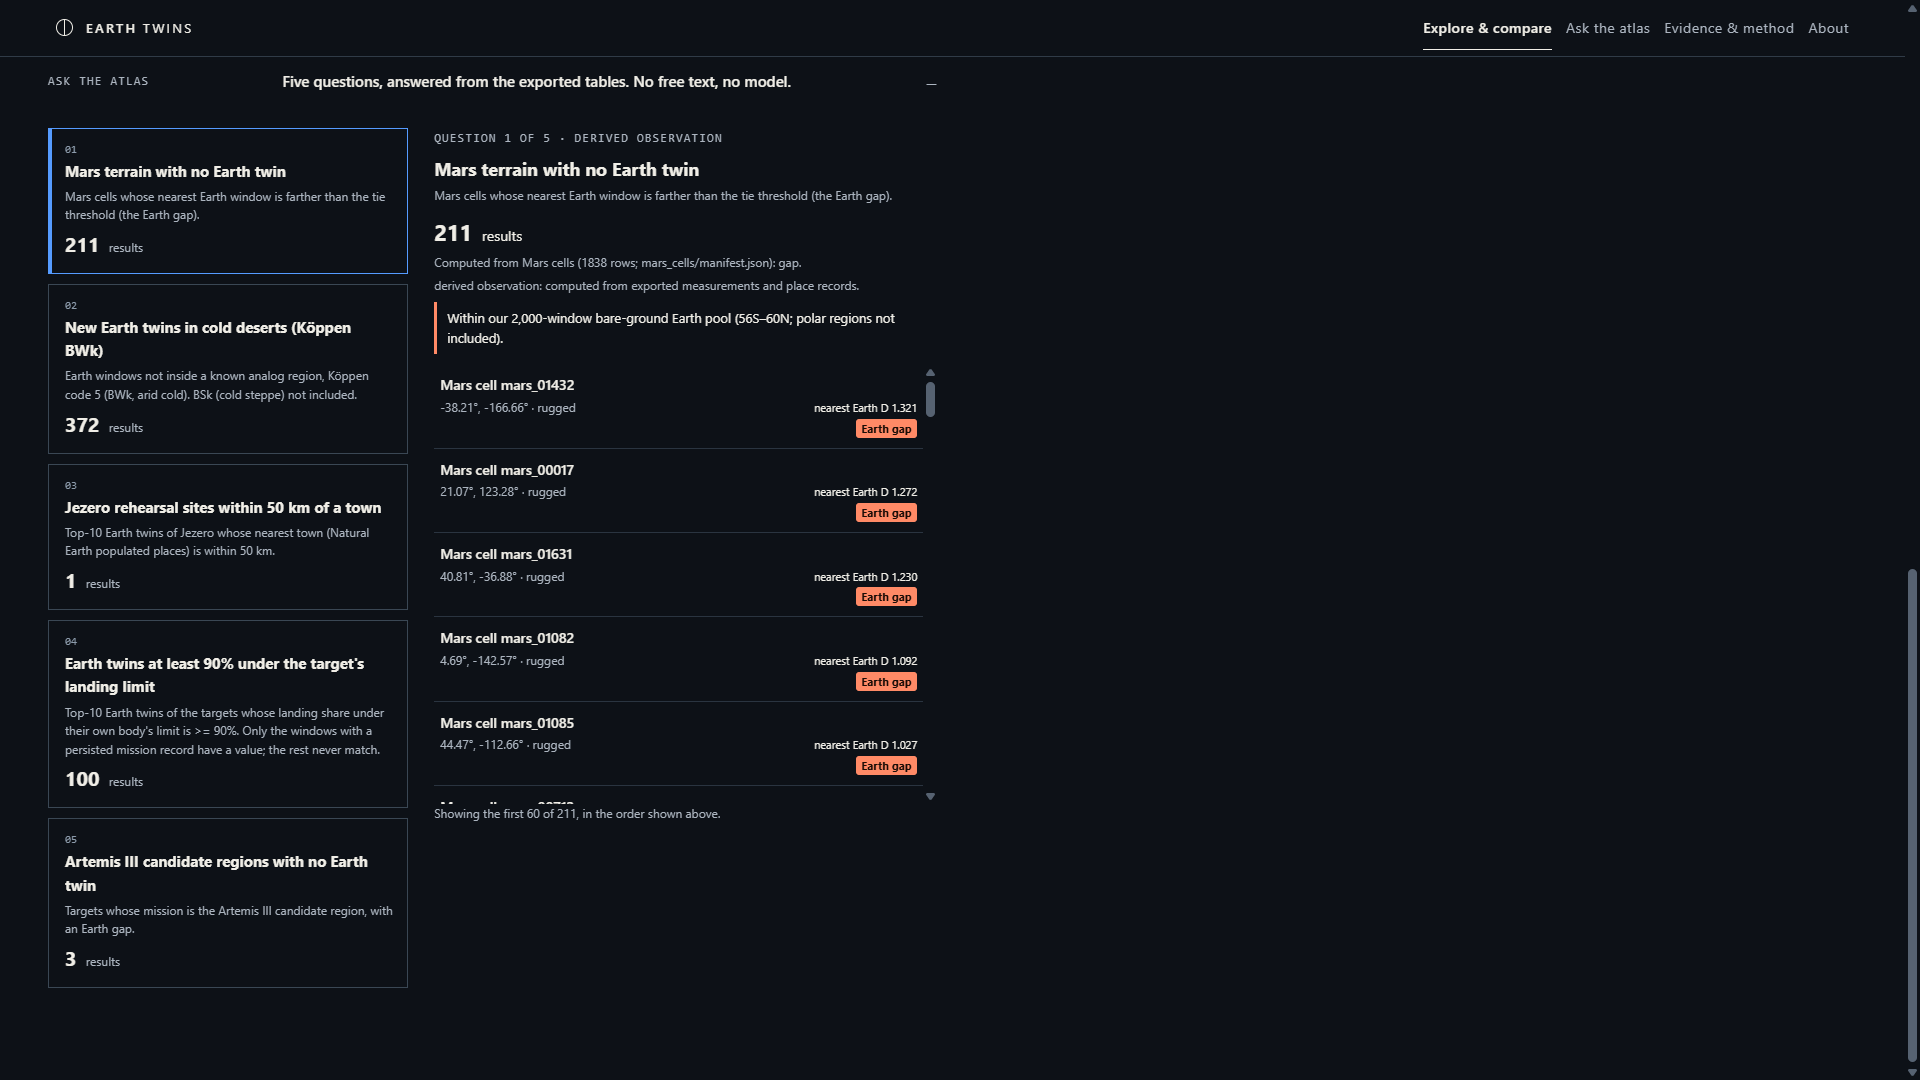 EARTH TWINS
Explore & compare
Ask the atlas
Evidence & method
About
ASK THE ATLAS
Five questions, answered from the exported tables. No free text, no model.
01
Mars terrain with no Earth twin
Mars cells whose nearest Earth window is farther than the tie
threshold (the Earth gap).
211 results
02
New Earth twins in cold deserts (Köppen
BWk)
Earth windows not inside a known analog region, Köppen
code 5 (BWk, arid cold). BSk (cold steppe) not included.
372 results
03
Jezero rehearsal sites within 50 km of a town
Top-10 Earth twins of Jezero whose nearest town (Natural
Earth populated places) is within 50 km.
1 results
04
Earth twins at least 90% under the target's
landing limit
Top-10 Earth twins of the targets whose landing share under
their own body's limit is >= 90%. Only the windows with a
persisted mission record have a value; the rest never match.
100 results
05
Artemis III candidate regions with no Earth
twin
Targets whose mission is the Artemis III candidate region, with
an Earth gap.
3 results
QUESTION 1 OF 5 · DERIVED OBSERVATION
Mars terrain with no Earth twin
Mars cells whose nearest Earth window is farther than the tie threshold (the Earth gap).
211 results
Computed from Mars cells (1838 rows; mars_cells/manifest.json): gap.
derived observation: computed from exported measurements and place records.
Within our 2,000-window bare-ground Earth pool (56S–60N; polar regions not
included).
Mars cell mars_01432
-38.21°, -166.66° · rugged
nearest Earth D 1.321
Earth gap
Mars cell mars_00017
21.07°, 123.28° · rugged
nearest Earth D 1.272
Earth gap
Mars cell mars_01631
40.81°, -36.88° · rugged
nearest Earth D 1.230
Earth gap
Mars cell mars_01082
4.69°, -142.57° · rugged
nearest Earth D 1.092
Earth gap
Mars cell mars_01085
44.47°, -112.66° · rugged
nearest Earth D 1.027
Earth gap
Showing the first 60 of 211, in the order shown above.